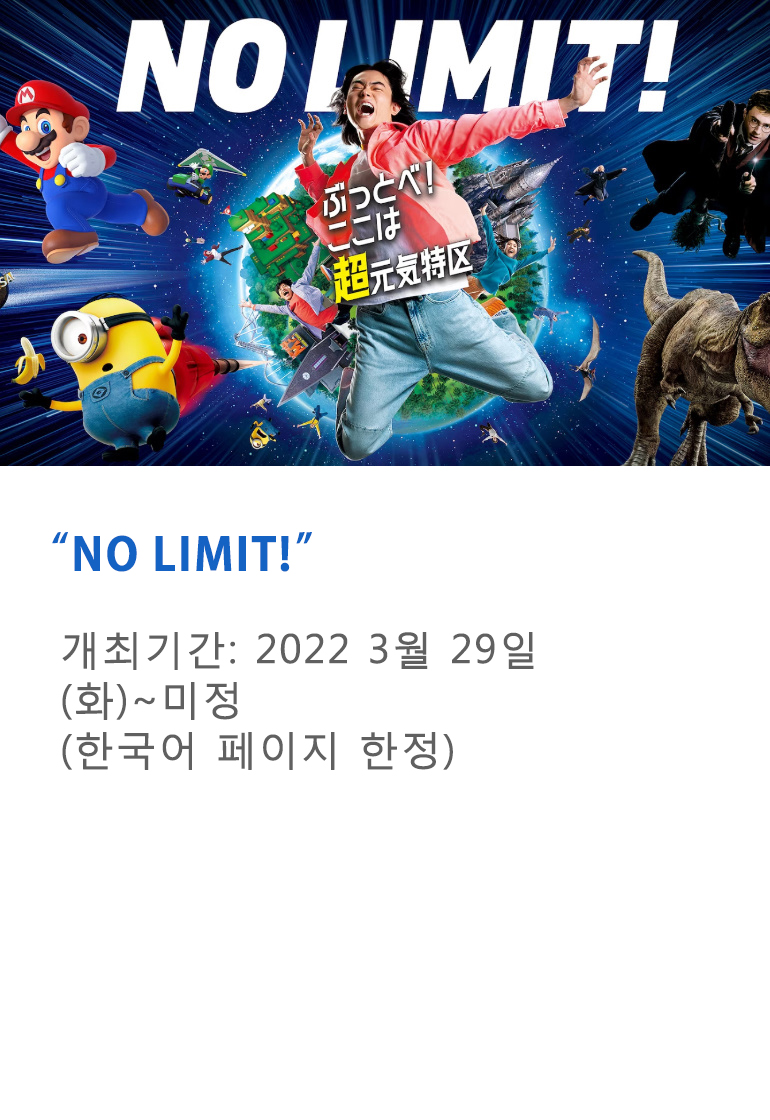 NO LIMIT!
ぶっとべ!
ここは
超元気特区
“NO LIMIT!”
개최기간: 2022 3월 29일
(화)~미정
(한국어 페이지 한정)